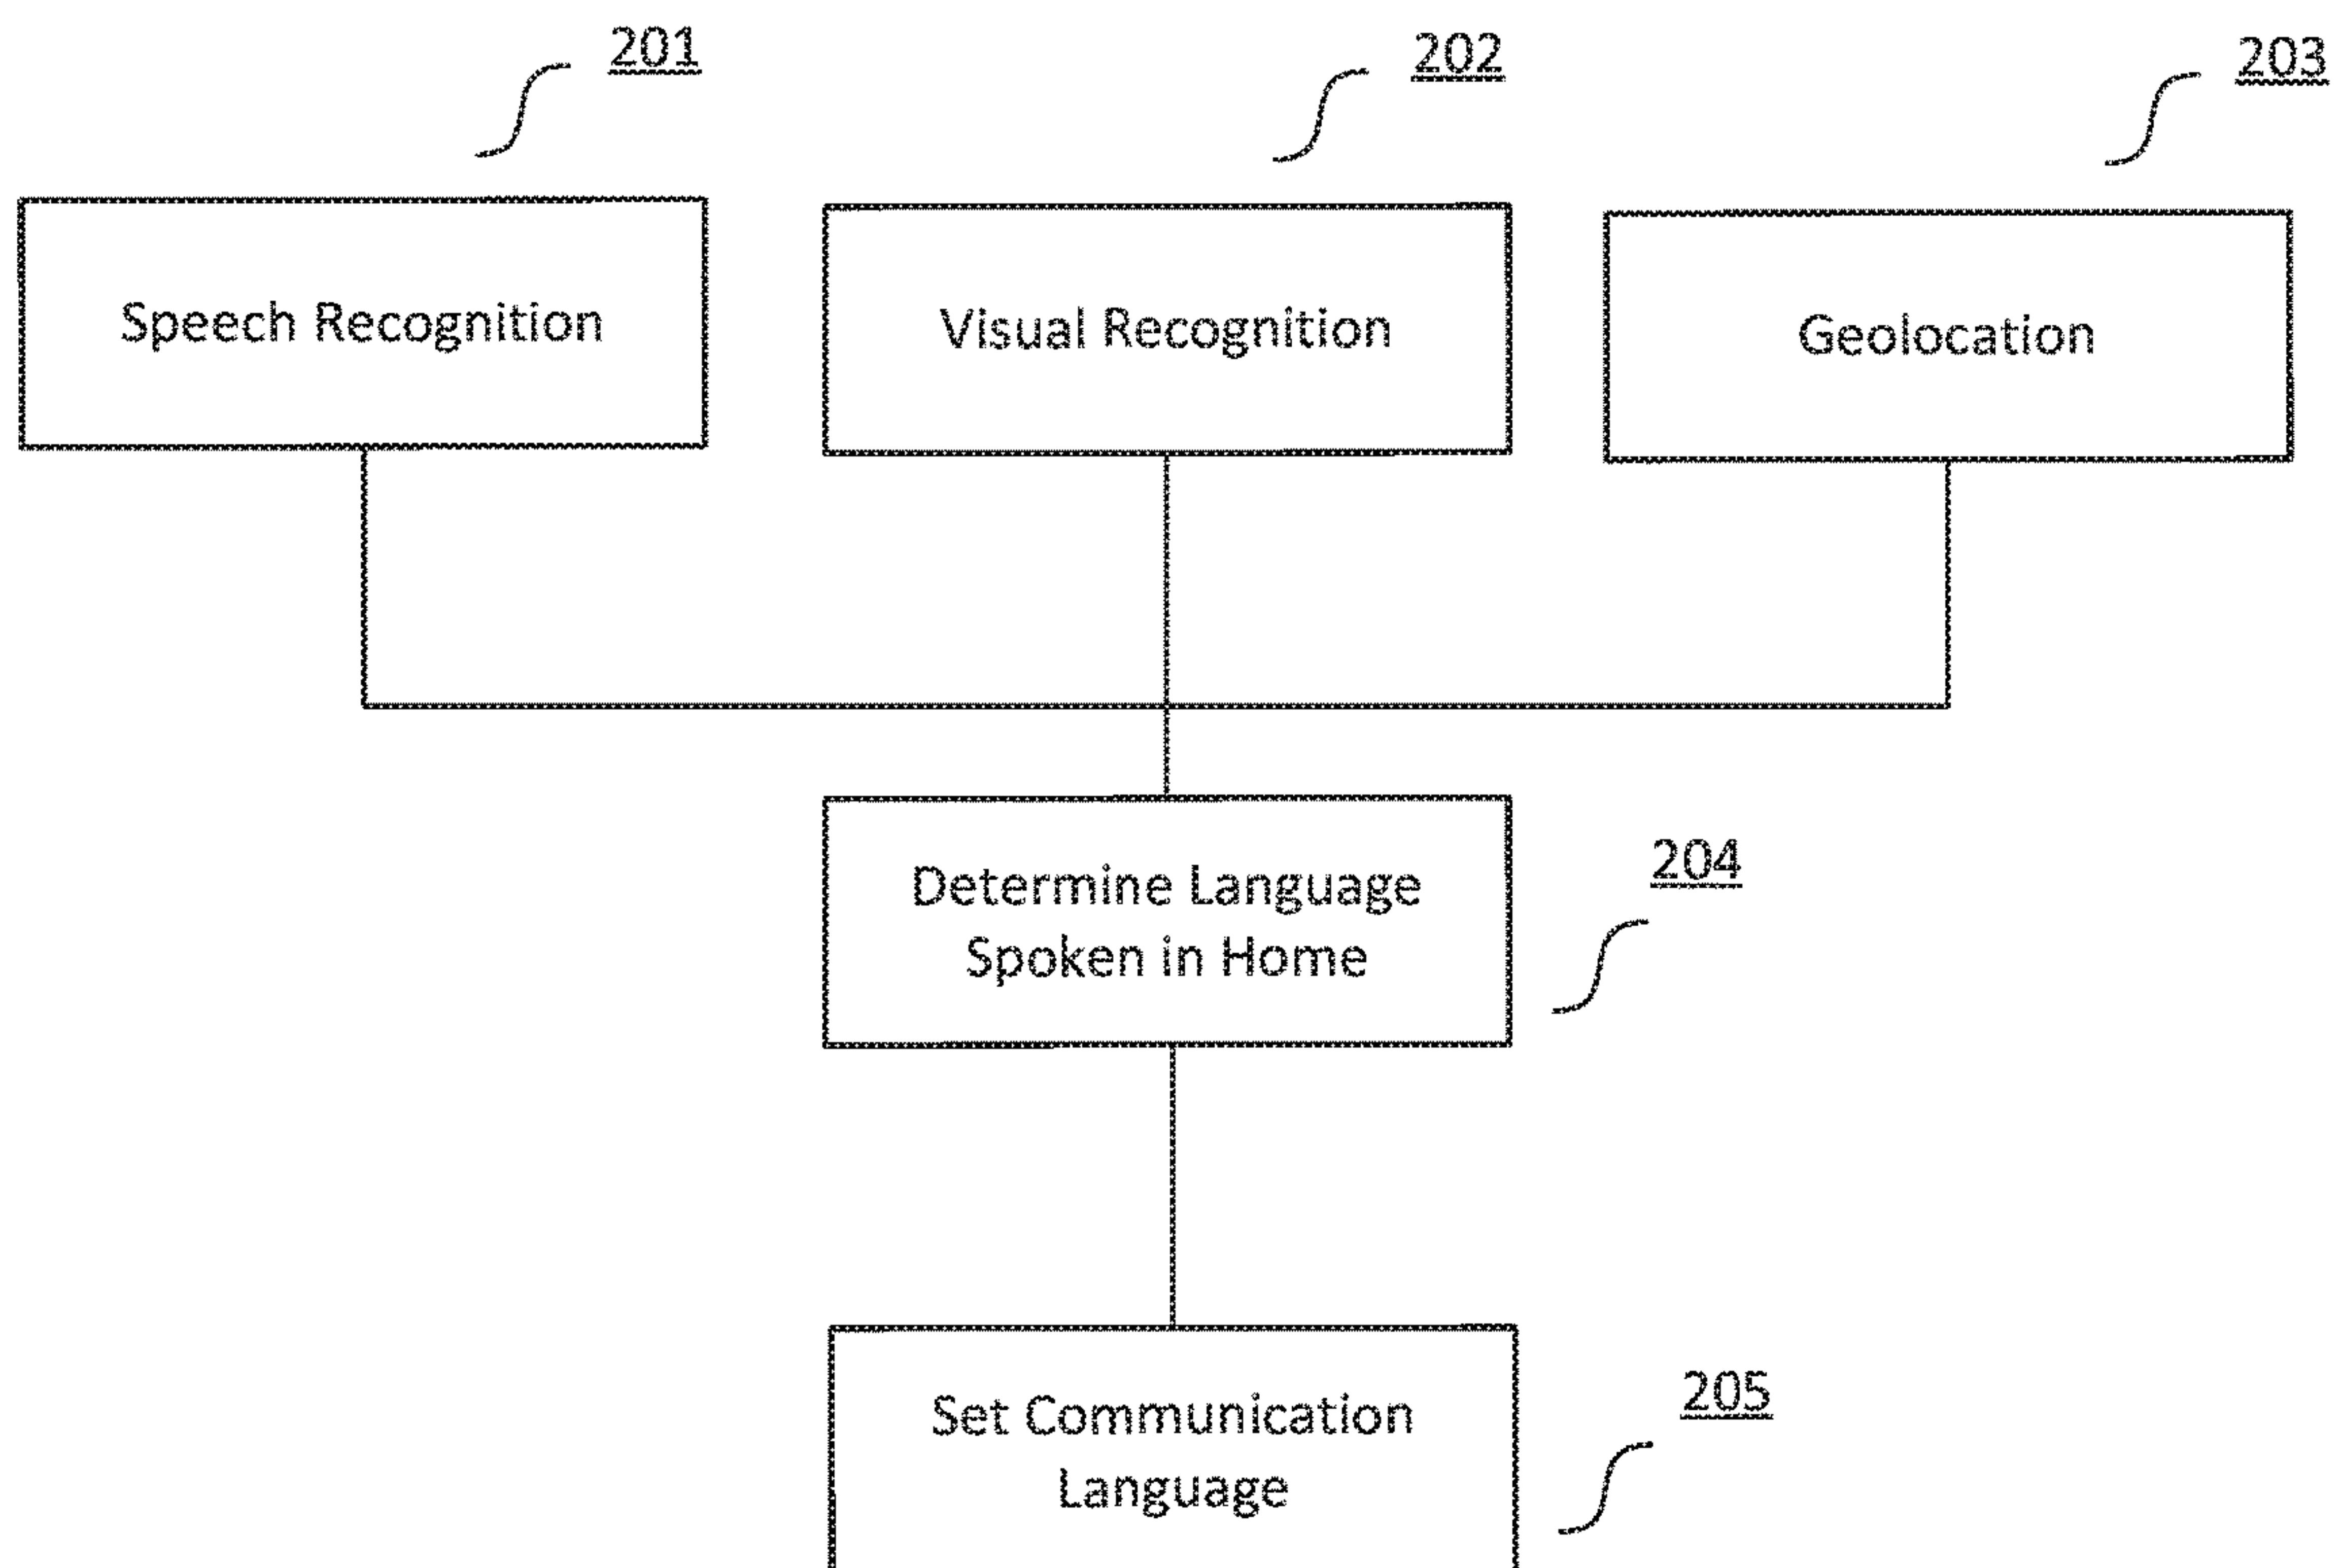 201
202
203
Speech Recognition
Visual Recognition
Geolocation
204
Determine Language
Spoken in Home
205
Set Communication
Language